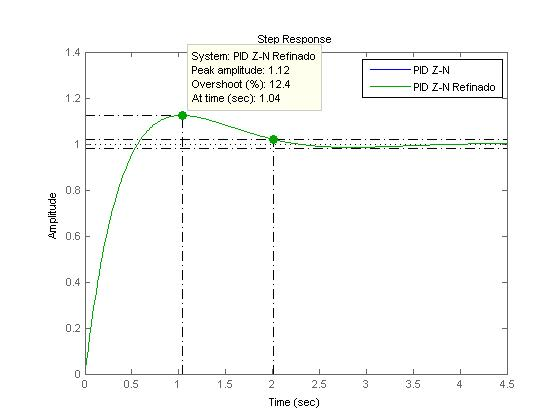 Step Response
System: PID Z-N Refinado
Peak amplitude: 1.12
Overshoot (%): 12.4
At time (sec): 1.04
PID Z-N
PID Z-N Refinado
1.4
1.2
1
0.8
0.6
0.4
0.2
0
Amplitude
0 0.5 1 1.5 2 2.5 3 3.5 4 4.5
Time (sec)